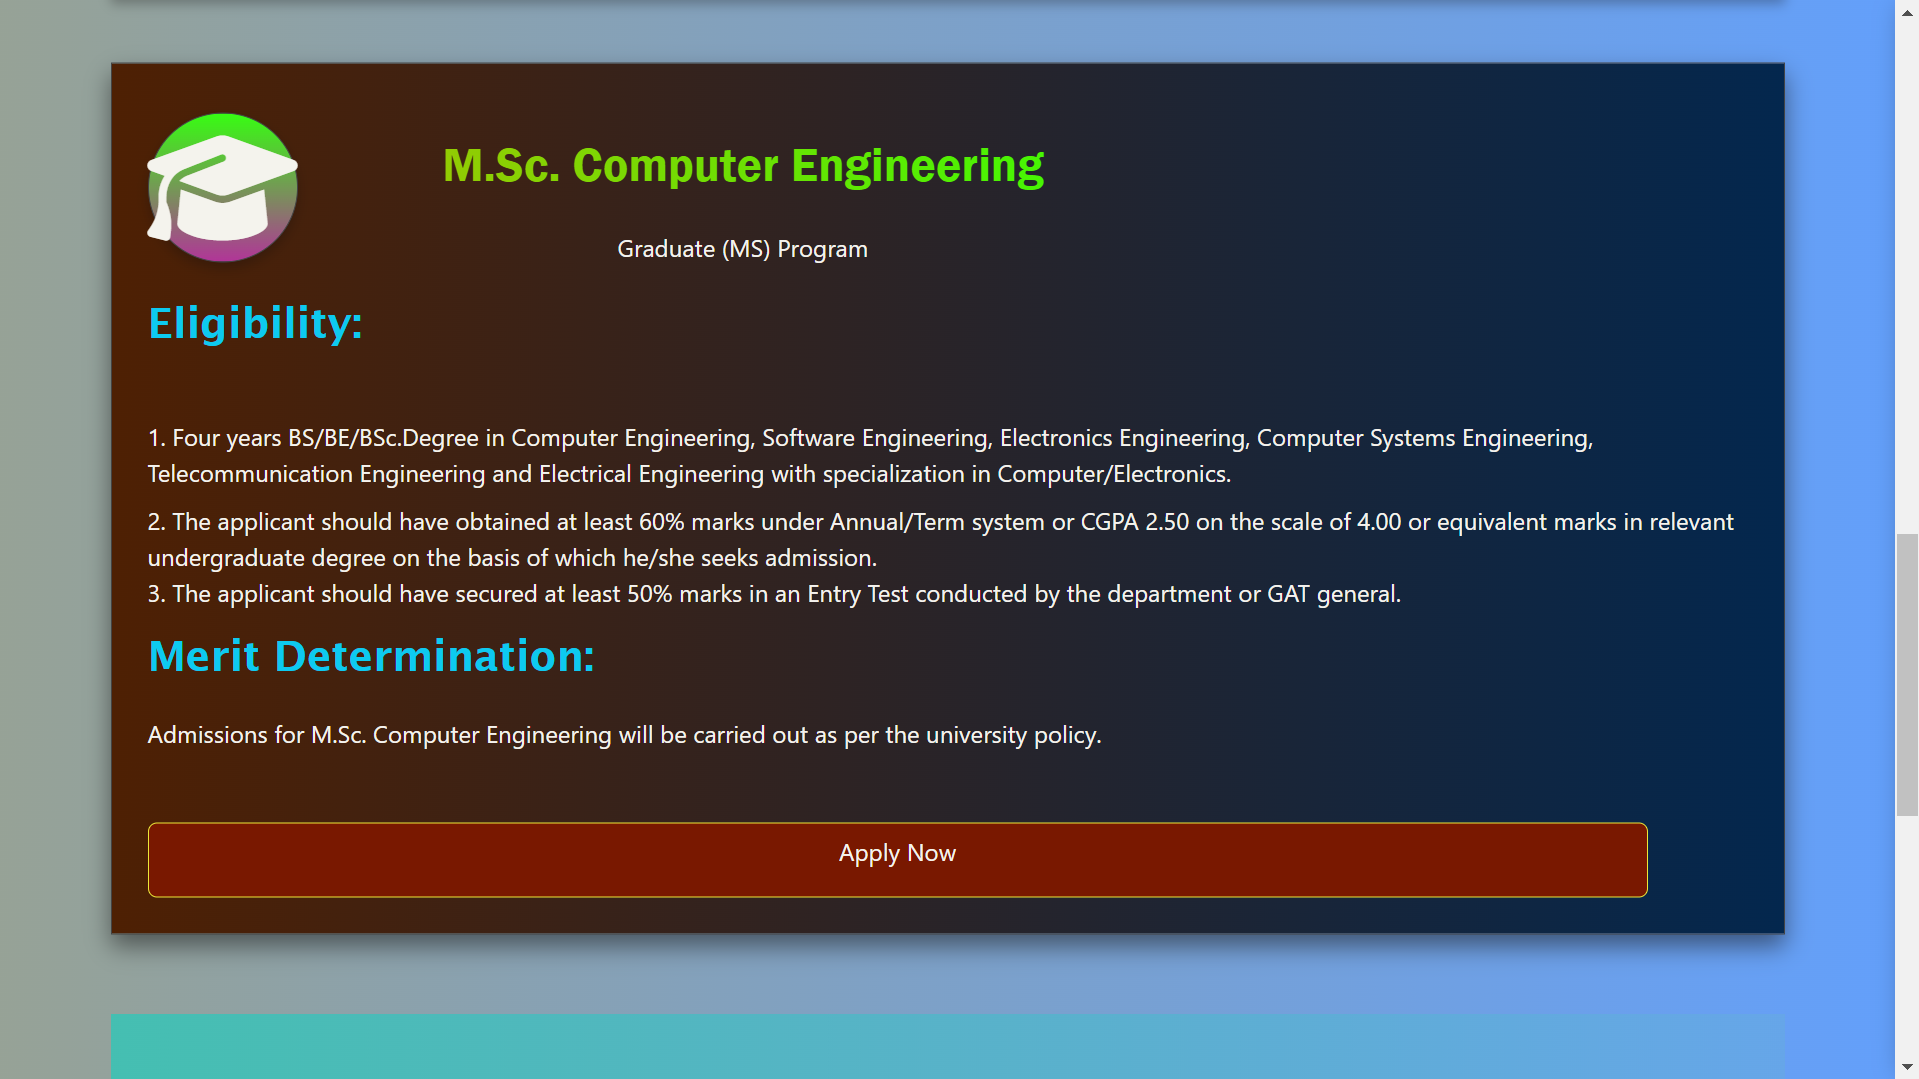 M.Sc. Computer Engineering
Graduate (MS) Program
Eligibility:
1. Four years BS/BE/BSc.Degree in Computer Engineering, Software Engineering, Electronics Engineering, Computer Systems Engineering,
Telecommunication Engineering and Electrical Engineering with specialization in Computer/Electronics.
2. The applicant should have obtained at least 60% marks under Annual/Term system or CGPA 2.50 on the scale of 4.00 or equivalent marks in relevant
undergraduate degree on the basis of which he/she seeks admission.
3. The applicant should have secured at least 50% marks in an Entry Test conducted by the department or GAT general.
Merit Determination:
Admissions for M.Sc. Computer Engineering will be carried out as per the university policy.
Apply Now